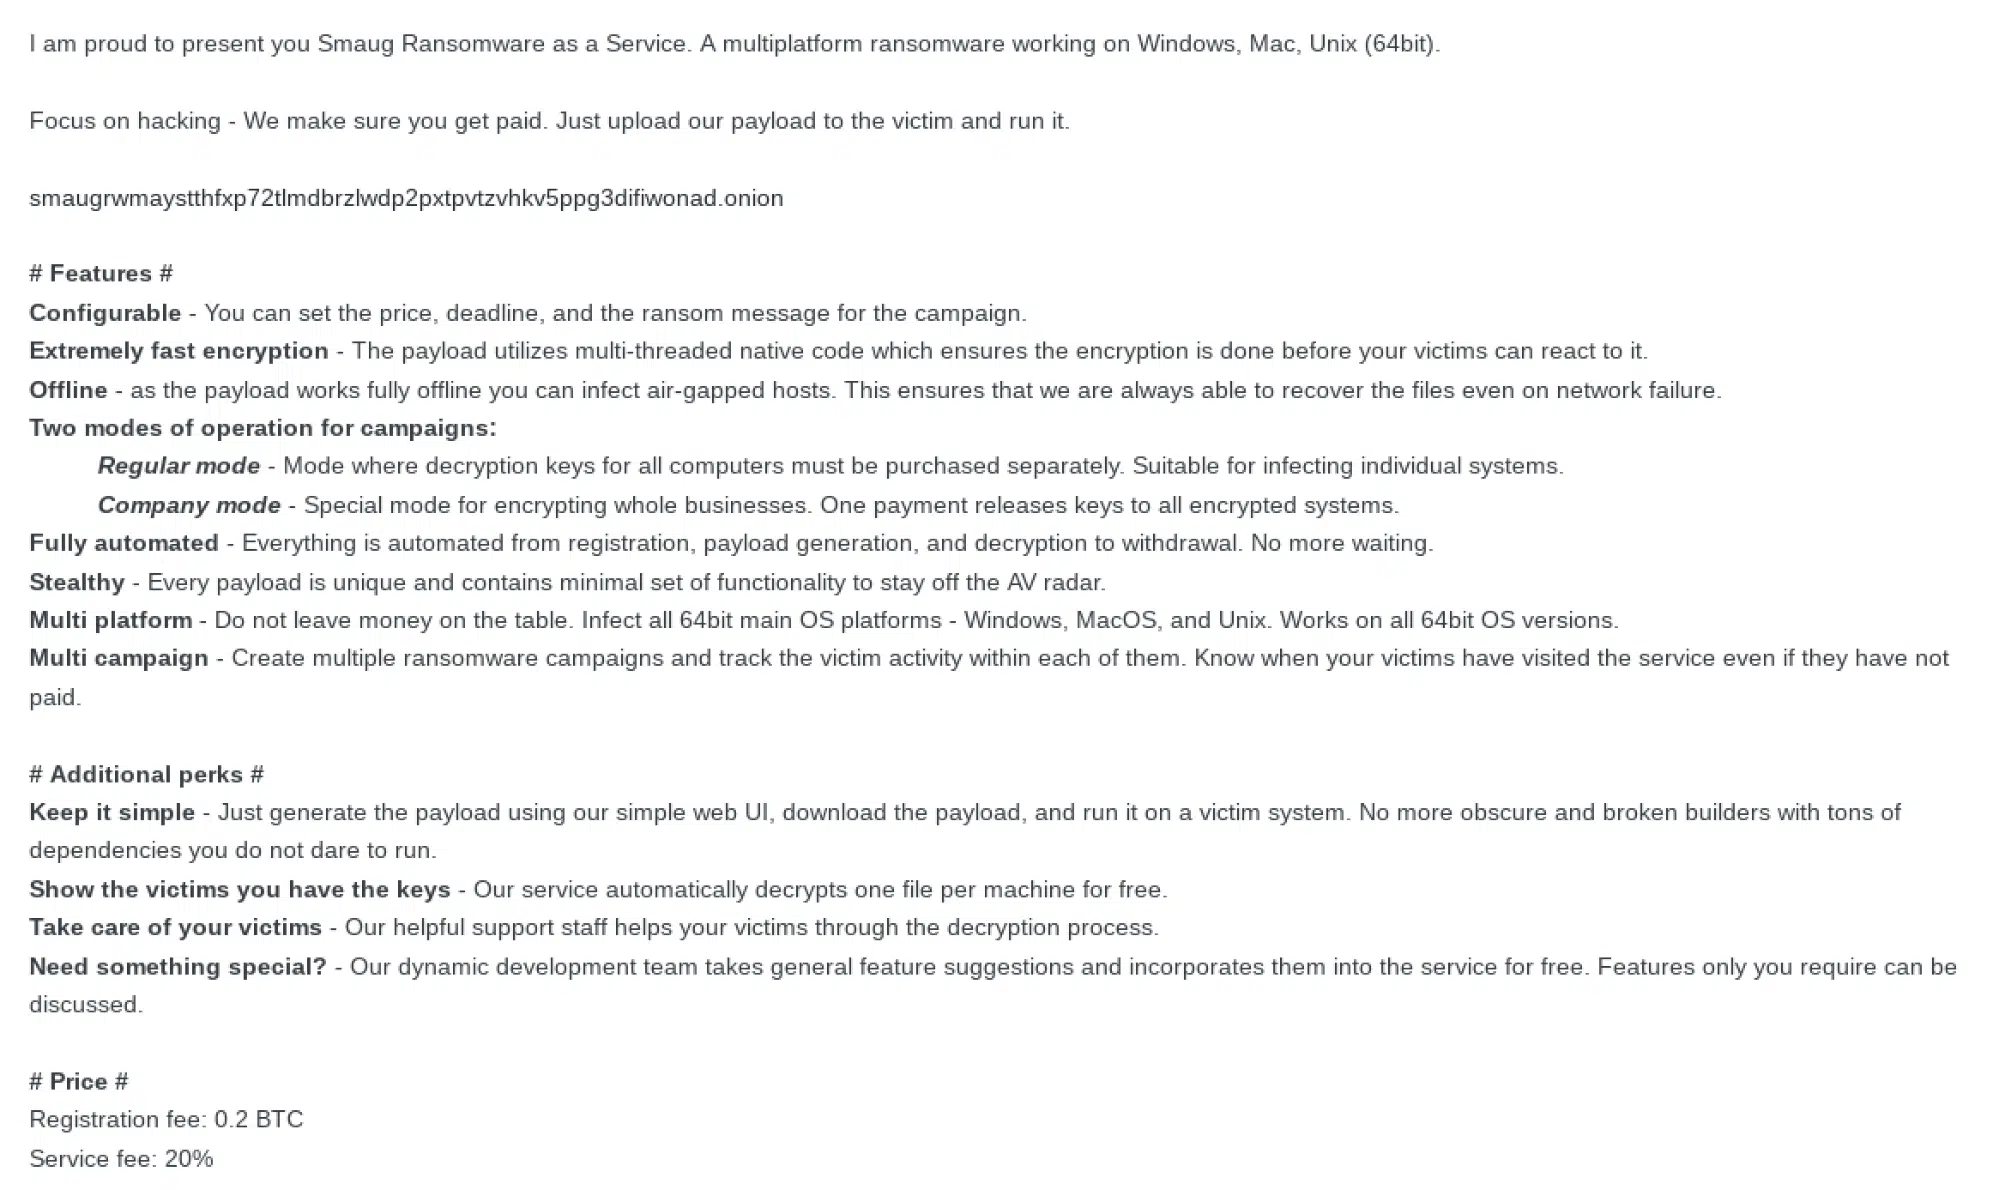 I am proud to present you Smaug Ransomware as a Service. A multiplatform ransomware working on Windows, Mac, Unix (64bit).
Focus on hacking - We make sure you get paid. Just upload our payload to the victim and run it.
smaugrwmaystthfxp72tlmdbrzlwdp2pxtpvtzvhkv5ppg3difiwonad.onion
# Features #
Configurable - You can set the price, deadline, and the ransom message for the campaign.
Extremely fast encryption - The payload utilizes multi-threaded native code which ensures the encryption is done before your victims can react to it.
Offline - as the payload works fully offline you can infect air-gapped hosts. This ensures that we are always able to recover the files even on network failure.
Two modes of operation for campaigns:
Regular mode - Mode where decryption keys for all computers must be purchased separately. Suitable for infecting individual systems.
Company mode - Special mode for encrypting whole businesses. One payment releases keys to all encrypted systems.
Fully automated - Everything is automated from registration, payload generation, and decryption to withdrawal. No more waiting.
Stealthy - Every payload is unique and contains minimal set of functionality to stay off the AV radar.
Multi platform - Do not leave money on the table. Infect all 64bit main OS platforms - Windows, MacOS, and Unix. Works on all 64bit OS versions.
Multi campaign - Create multiple ransomware campaigns and track the victim activity within each of them. Know when your victims have visited the service even if they have not
paid.
# Additional perks #
Keep it simple - Just generate the payload using our simple web UI, download the payload, and run it on a victim system. No more obscure and broken builders with tons of
dependencies you do not dare to run.
Show the victims you have the keys - Our service automatically decrypts one file per machine for free.
Take care of your victims - Our helpful support staff helps your victims through the decryption process.
Need something special? - Our dynamic development team takes general feature suggestions and incorporates them into the service for free. Features only you require can be
discussed.
# Price #
Registration fee: 0.2 BTC
Service fee: 20%